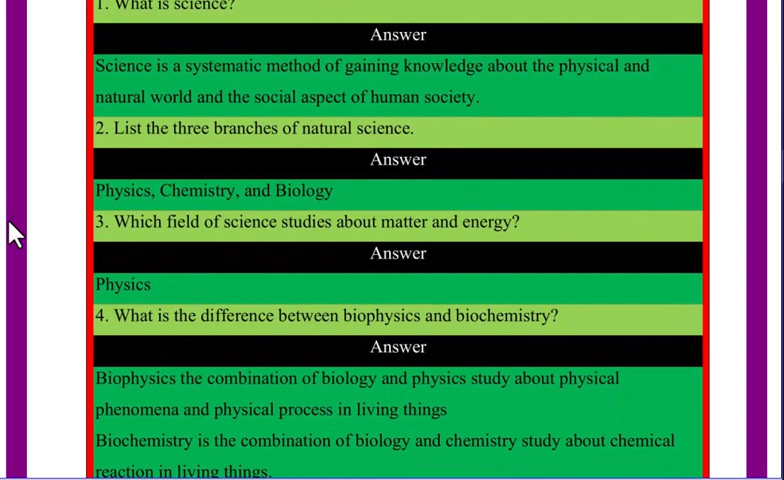 1. What is science?
Answer
Science is a systematic method of gaining knowledge about the physical and
natural world and the social aspect of human society.
2. List the three branches of natural science.
Answer
Physics, Chemistry, and Biology
3. Which field of science studies about matter and energy?
Answer
Physics
4. What is the difference between biophysics and biochemistry?
Answer
Biophysics the combination of biology and physics study about physical
phenomena and physical process in living things
Biochemistry is the combination of biology and chemistry study about chemical
reaction in living things.